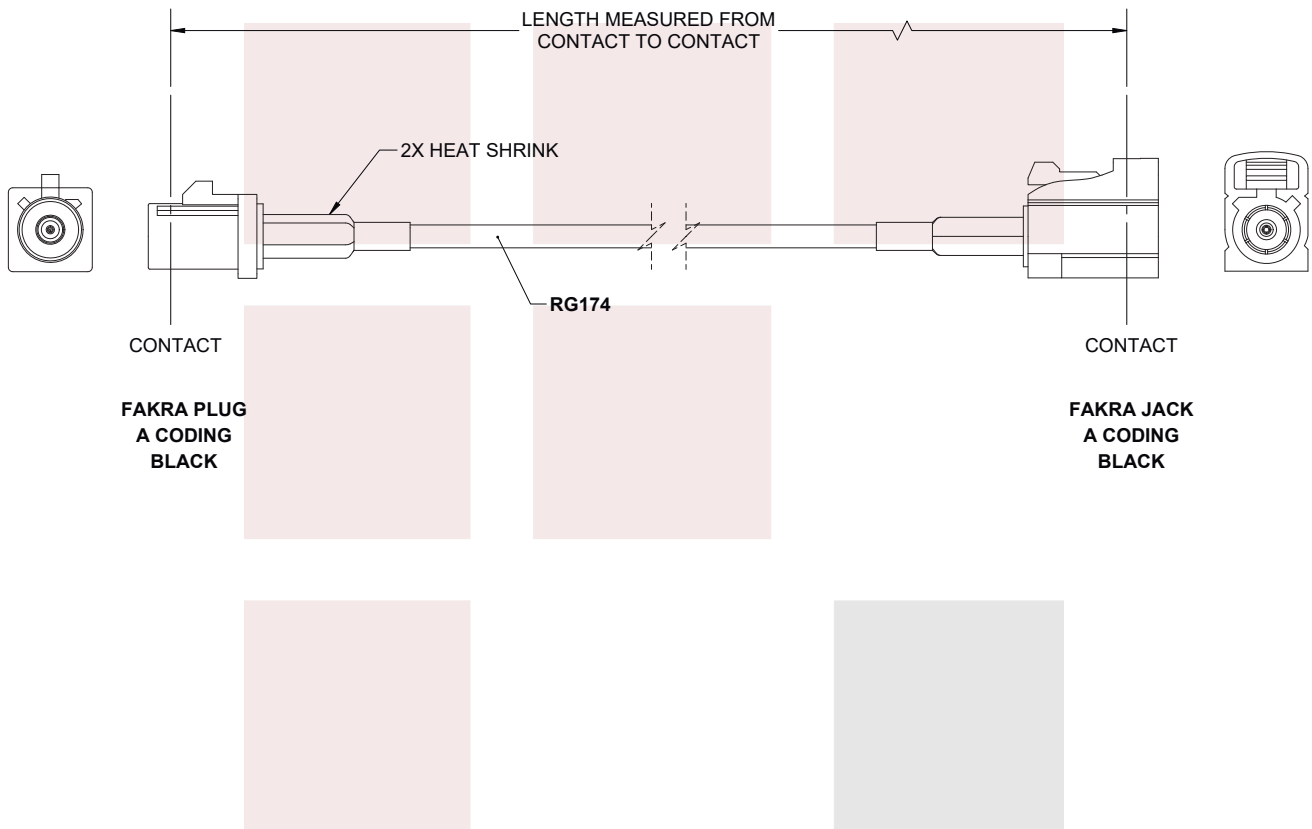 LENGTH MEASURED FROM
CONTACT TO CONTACT
2X HEAT SHRINK
RG174
CONTACT
CONTACT
FAKRA PLUG
A CODING
BLACK
FAKRA JACK
A CODING
BLACK